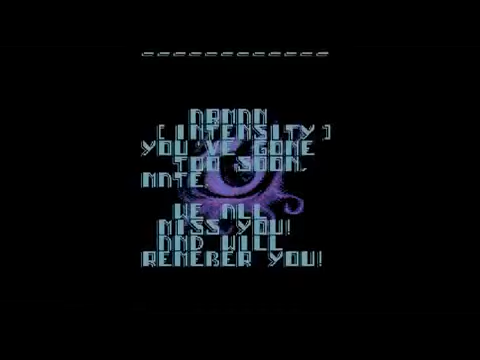 ARMAN
[INTENSITY]
YOU'VE GONE
TOO SOON,
MATE.
WE ALL
MISS YOU!
AND WILL
REMEBER YOU!